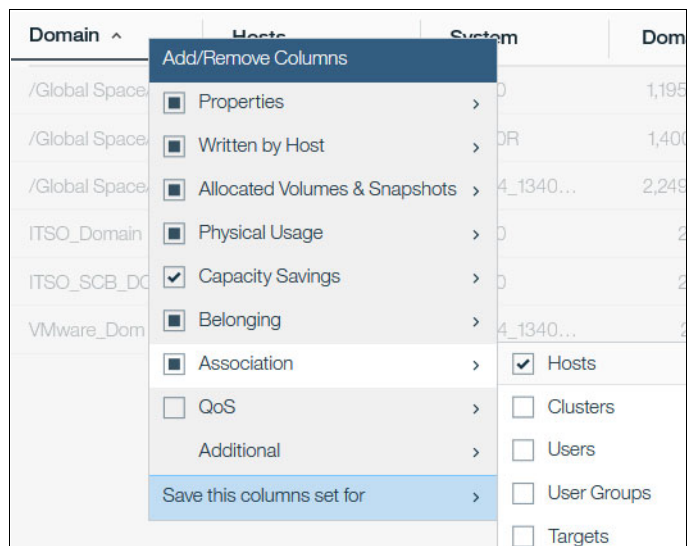 Domain Hosts System Dom
Add/Remove Columns
/Global Space/ 0 1,195
Properties
/Global Space/ 0R 1,400
Written by Host
/Global Space/ 4_1340... 2,249
Allocated Volumes & Snapshots
ITSO_Domain 0 2
Physical Usage
ITSO_SCB_DO 0 2
Capacity Savings
VMware_Dom 4_1340... 2
Belonging
Association
Hosts
QoS
Clusters
Additional
Users
Save this columns set for
User Groups
Targets